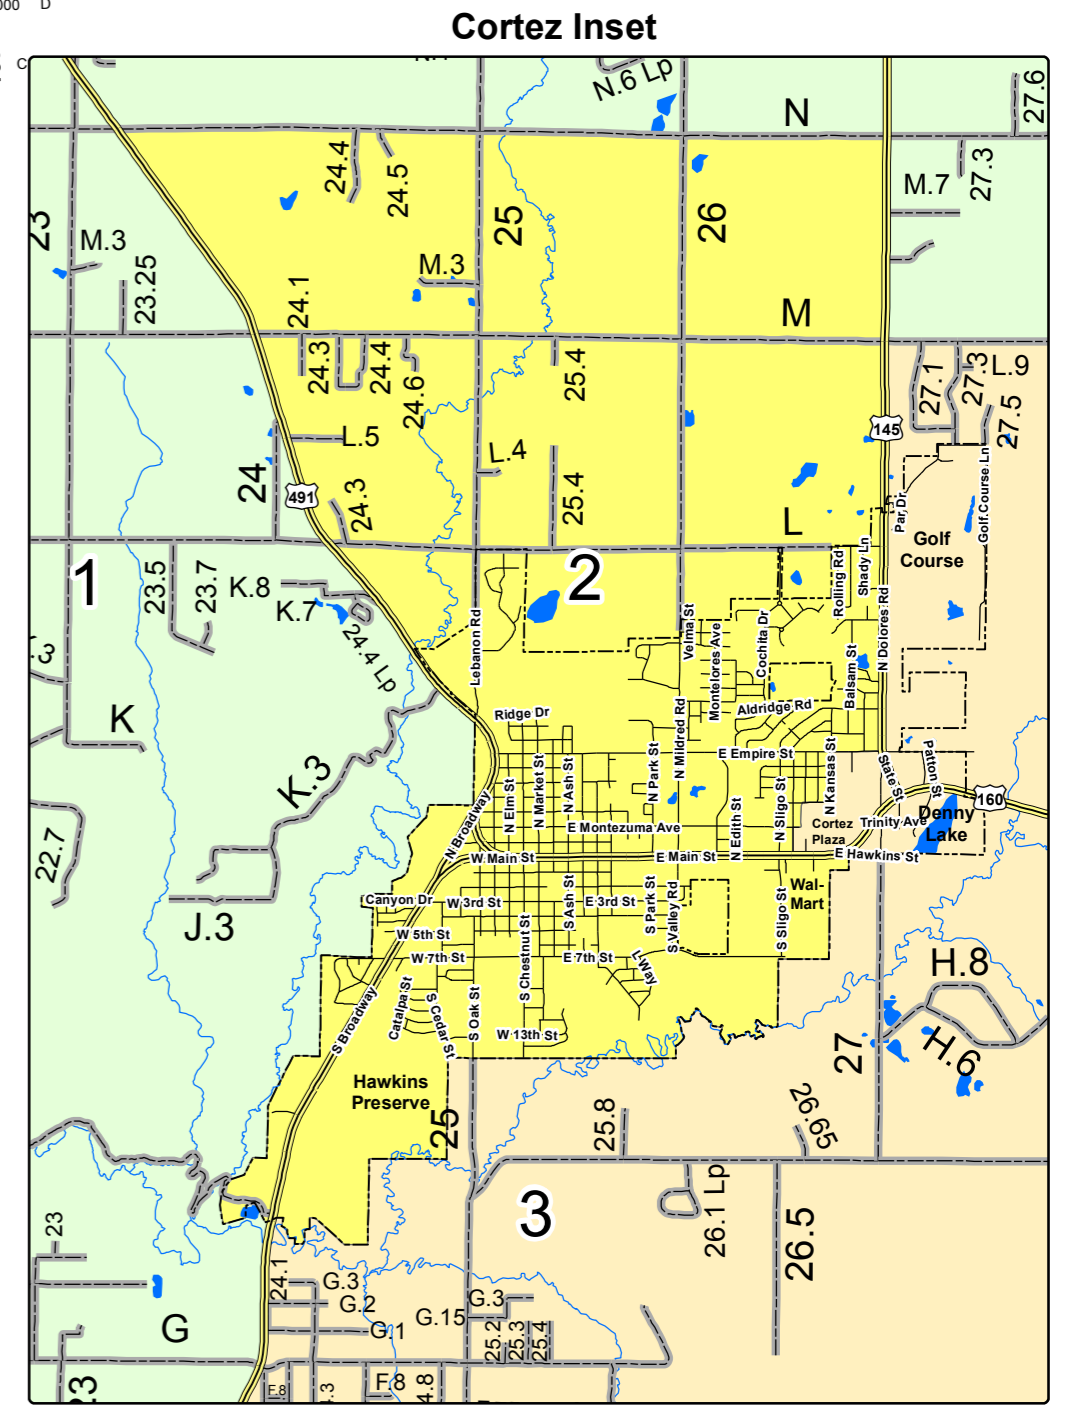 000
D
Cortez Inset
C
N.6 Lp
N
27.6
24.4
24.5
25
26
M.7
27.3
23
M.3
23.25
24.1
M.3
M
24.3
24.4
24.6
25.4
27.1
27.3
L.9
27.5
145
L.5
L.4
24
491
24.3
25.4
L
Par Dr
Golf Course Ln
Golf
Course
1
23.5
23.7
K.8
K.7
24.4 Lp
2
Lebanon Rd
Velma St
Montelores Ave
Cochita Dr
Rolling Rd
Shady Ln
N Dolores Rd
Balsam St
.3
K
K.3
Ridge Dr
Aldridge Rd
N Mildred Rd
E Empire St
N Park St
N Elm St
N Market St
N Ash St
N Edith St
N Sligo St
N Kansas St
State St
Patton St
160
22.7
N Broadway
E Montezuma Ave
Cortez
Plaza
Trinity Ave
Denny
Lake
W Main St
E Main St
E Hawkins St
J.3
Canyon Dr
W 3rd St
S Ash St
E 3rd St
S Park St
S Valley Rd
S Sligo St
Wal-
Mart
W 5th St
S Chestnut St
W 7th St
E 7th St
L Way
H.8
S Broadway
Catalpa St
S Cedar St
S Oak St
W 13th St
27
H.6
Hawkins
Preserve
25
25.8
26.65
3
26.1 Lp
26.5
23
24.1
G.3
G.2
G.1
G.15
G.3
25.2
25.3
25.4
G
23
F.8
F.8
4.3
4.8